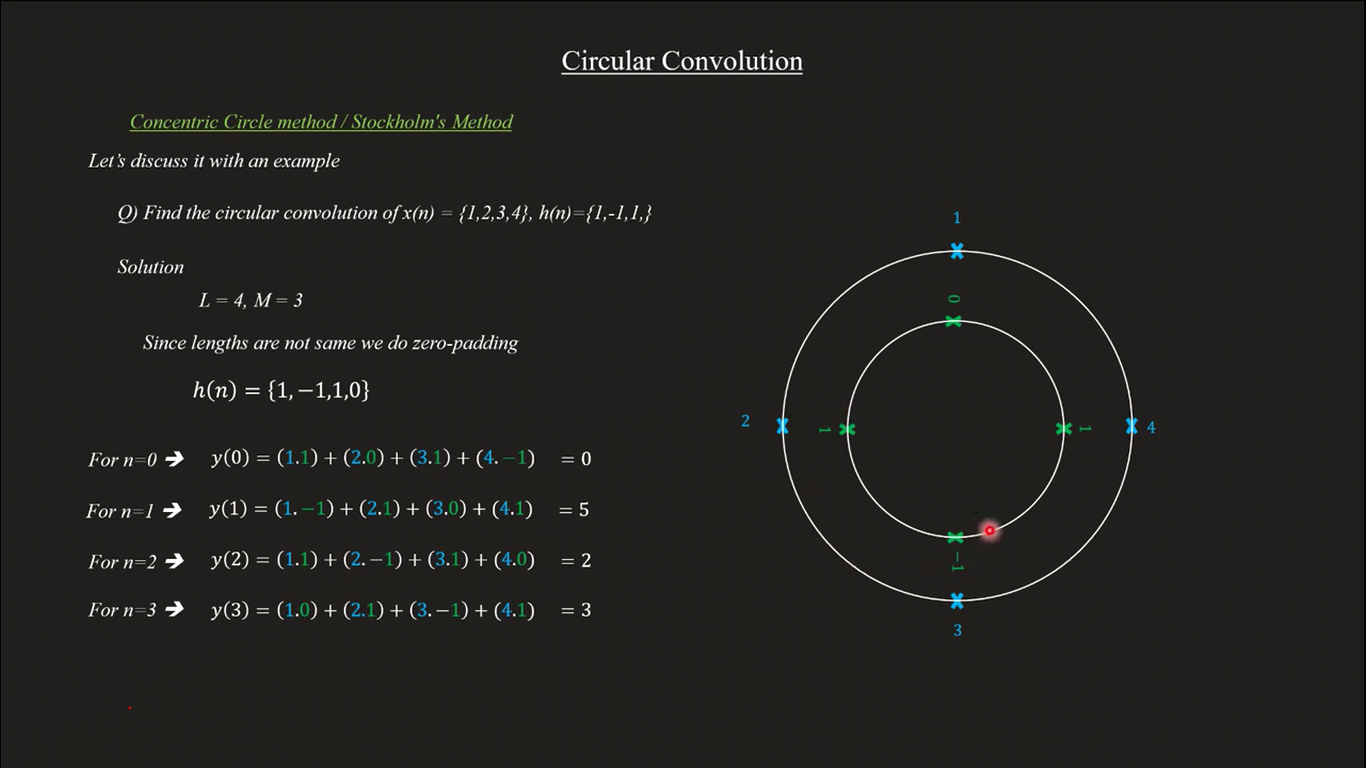 Circular Convolution
Concentric Circle method / Stockholm's Method
Let's discuss it with an example
Q) Find the circular convolution of x(n) = {1,2,3,4}, h(n)={1,-1,1,}
Solution
L = 4, M = 3
Since lengths are not same we do zero-padding
h(n) = {1, −1,1,0}
For n=0 ➔ y(0) = (1.1) + (2.0) + (3.1) + (4. −1) = 0
For n=1 ➔ y(1) = (1. −1) + (2.1) + (3.0) + (4.1) = 5
For n=2 ➔ y(2) = (1.1) + (2. −1) + (3.1) + (4.0) = 2
For n=3 ➔ y(3) = (1.0) + (2.1) + (3. −1) + (4.1) = 3
1
0
2 1 1 4
−1
3